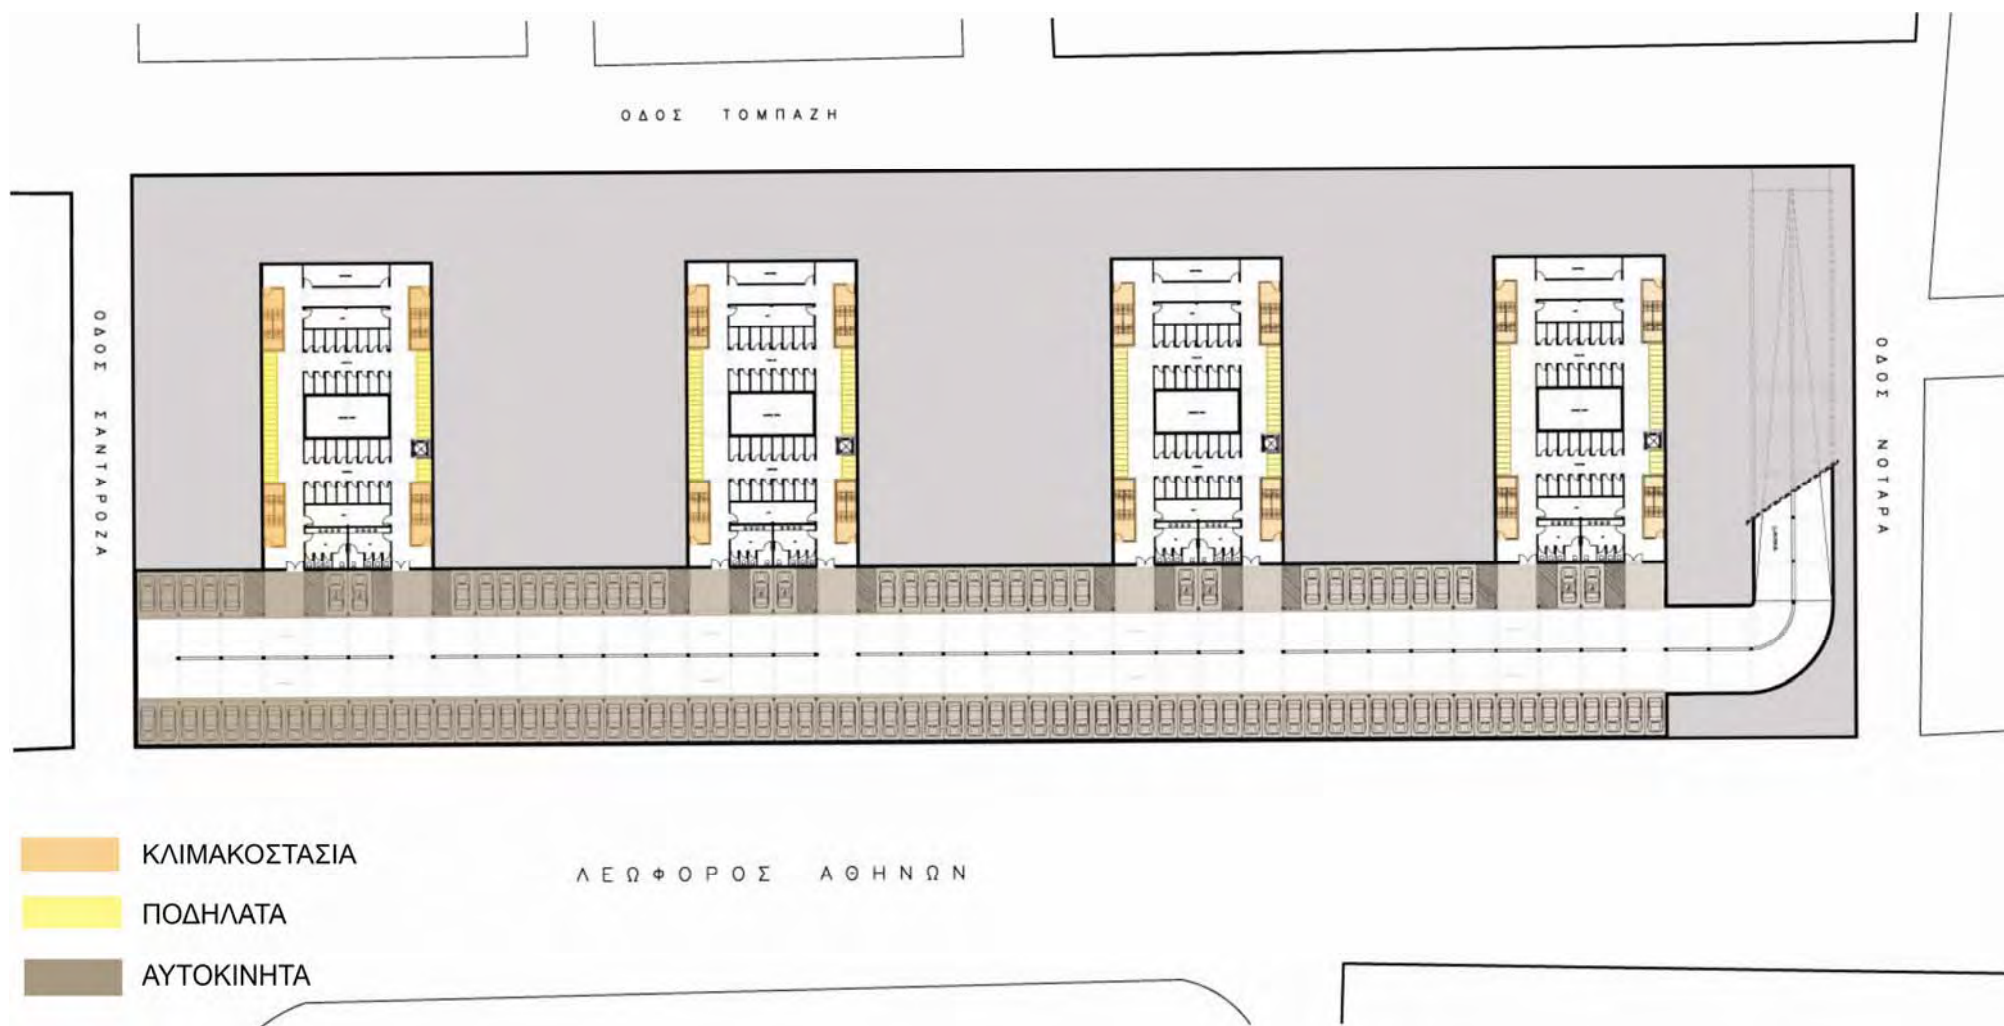 ΟΔΟΣ ΤΟΜΠΑΖΗ
ΟΔΟΣ ΣΑΝΤΑΡΟΖΑ
ΟΔΟΣ ΝΟΤΑΡΑ
ΚΛΙΜΑΚΟΣΤΑΣΙΑ
ΛΕΩΦΟΡΟΣ ΑΘΗΝΩΝ
ΠΟΔΗΛΑΤΑ
ΑΥΤΟΚΙΝΗΤΑ